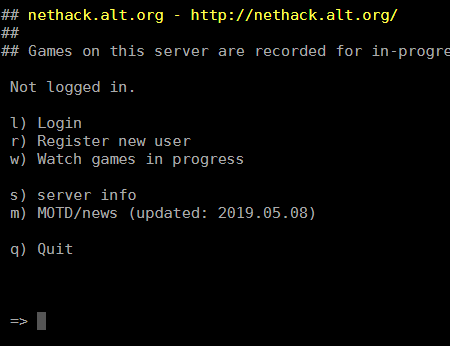 ## nethack.alt.org - http://nethack.alt.org/
##
## Games on this server are recorded for in-progre
Not logged in.
l) Login
r) Register new user
w) Watch games in progress
s) server info
m) MOTD/news (updated: 2019.05.08)
q) Quit
=>